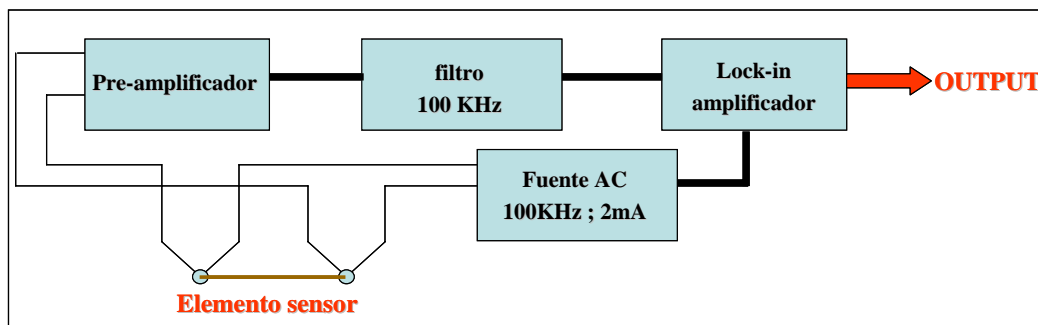 Pre-amplificador
filtro
100 KHz
Lock-in
amplificador
OUTPUT
Fuente AC
100KHz ; 2mA
Elemento sensor